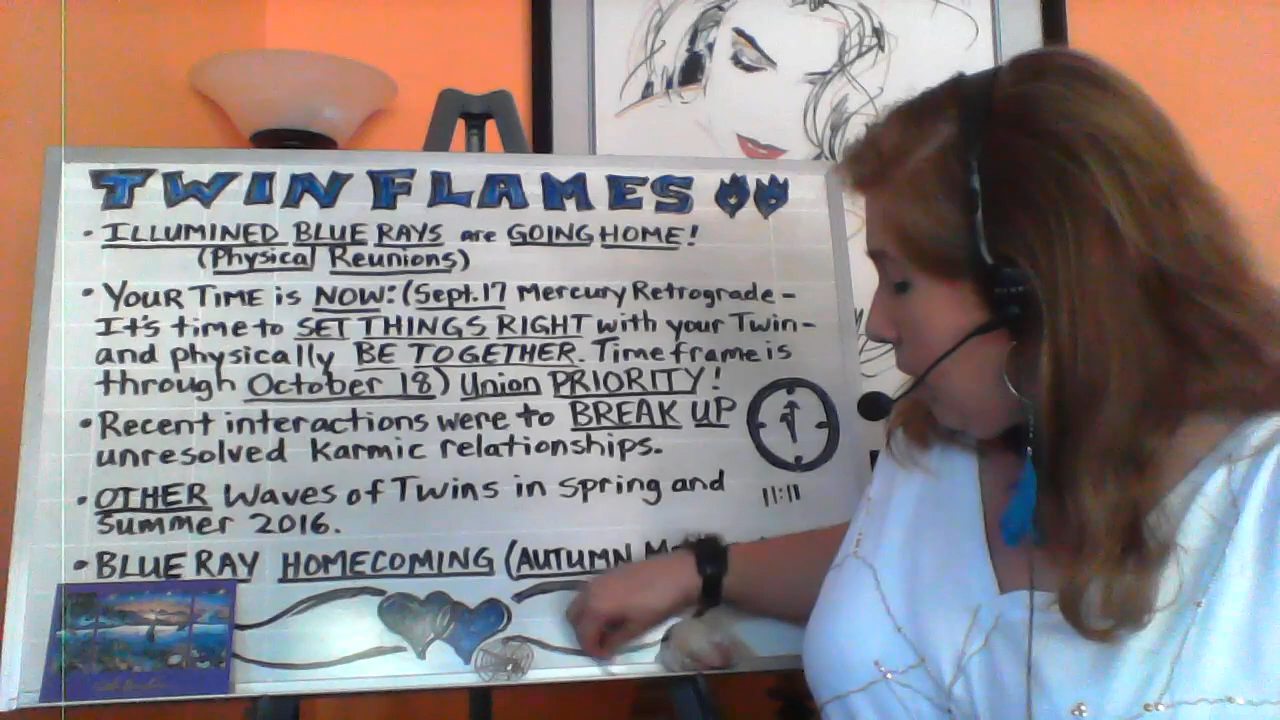 TWIN FLAMES
• ILLUMINED BLUE RAYS are GOING HOME!
(Physical Reunions)
• YOUR TIME is NOW: (Sept. 17 Mercury Retrograde -
It's time to SET THINGS RIGHT with your Twin -
and physically BE TOGETHER. Timeframe is
through October 18) Union PRIORITY!
• Recent interactions were to BREAK UP
unresolved Karmic relationships.
11:11
• OTHER Waves of Twins in Spring and
Summer 2016.
• BLUE RAY HOMECOMING (AUTUMN